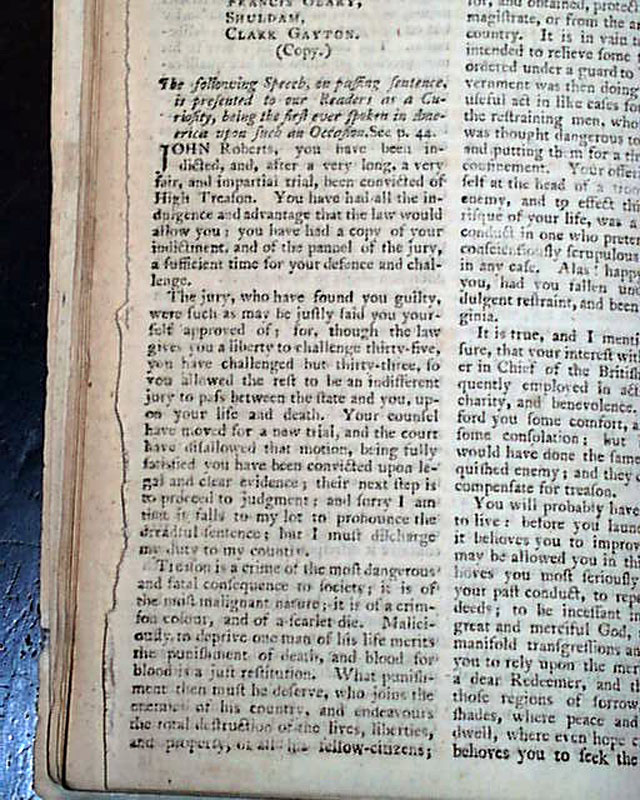 FRANCIS GEARY,
SHULDAM,
CLARK GAYTON.
(Copy.)
The following Speech, on passing sentence,
is presented to our Readers as a Cu-
riosity, being the first ever spoken in Ame-
erica upon such an Occasion. See p. 44.
JOHN Roberts, you have been in-
dicted, and, after a very long, a very
fair, and impartial trial, been convicted of
High Treason. You have had all the in-
dulgence and advantage that the law would
allow you; you have had a copy of your
indictment, and of the pannel of the jury,
a sufficient time for your defence and chal-
lenge.
The jury, who have found you guilty,
were such as may be justly said you your-
self approved of; for, though the law
gives you a liberty to challenge thirty-five,
you have challenged but thirty-three, so
you allowed the rest to be an indifferent
jury to pass between the state and you, up-
on your life and death. Your counsel
have moved for a new trial, and the court
have disallowed that motion, being fully
satisfied you have been convicted upon le-
gal and clear evidence; their next step is
to proceed to judgment; and sorry I am
that it falls to my lot to pronounce the
dreadful sentence; but I must discharge
my duty to my country.
Treason is a crime of the most dangerous
and fatal consequence to society; it is of
the most malignant nature; it is of a crim-
son colour, and of a scarlet die. Malici-
ously to deprive one man of his life merits
the punishment of death, and blood for
blood is a just restitution. What punish-
ment then must he deserve, who joins the
enemies of his country, and endeavours
the total destruction of the lives, liberties,
and property, of all his fellow-citizens;
for, and obtained, protect
magistrate, or from the a
country. It is in vain t
intended to relieve some
ordered under a guard to
vernment was then doing
useful act in like cases fo
the restraining men, who
was thought dangerous to
and putting them for a th
confinement. Your offeri
self at the head of a troo
enemy, and to effect thi
risque of your life, was a
conduct in one who preten
conscientiously scrupulous
in any case. Alas! happ
you, had you fallen und
dulgent restraint, and been
ginia.
It is true, and I menti
sure, that your interest with
er in Chief of the British
quently employed in act
charity, and benevolence.
ford you some comfort, a
some consolation; but
would have done the same
quished enemy; and they c
compensate for treason.
You will probably have
to live: before you laun
it behoves you to improv
may be allowed you in thi
hoves you most seriously
your past conduct, to repe
deeds; to be incessant in
great and merciful God,
manifold transgressions an
you to rely upon the mer
a dear Redeemer, and th
those regions of sorrow,
shades, where peace and
dwell, where even hope c
behoves you to seek the